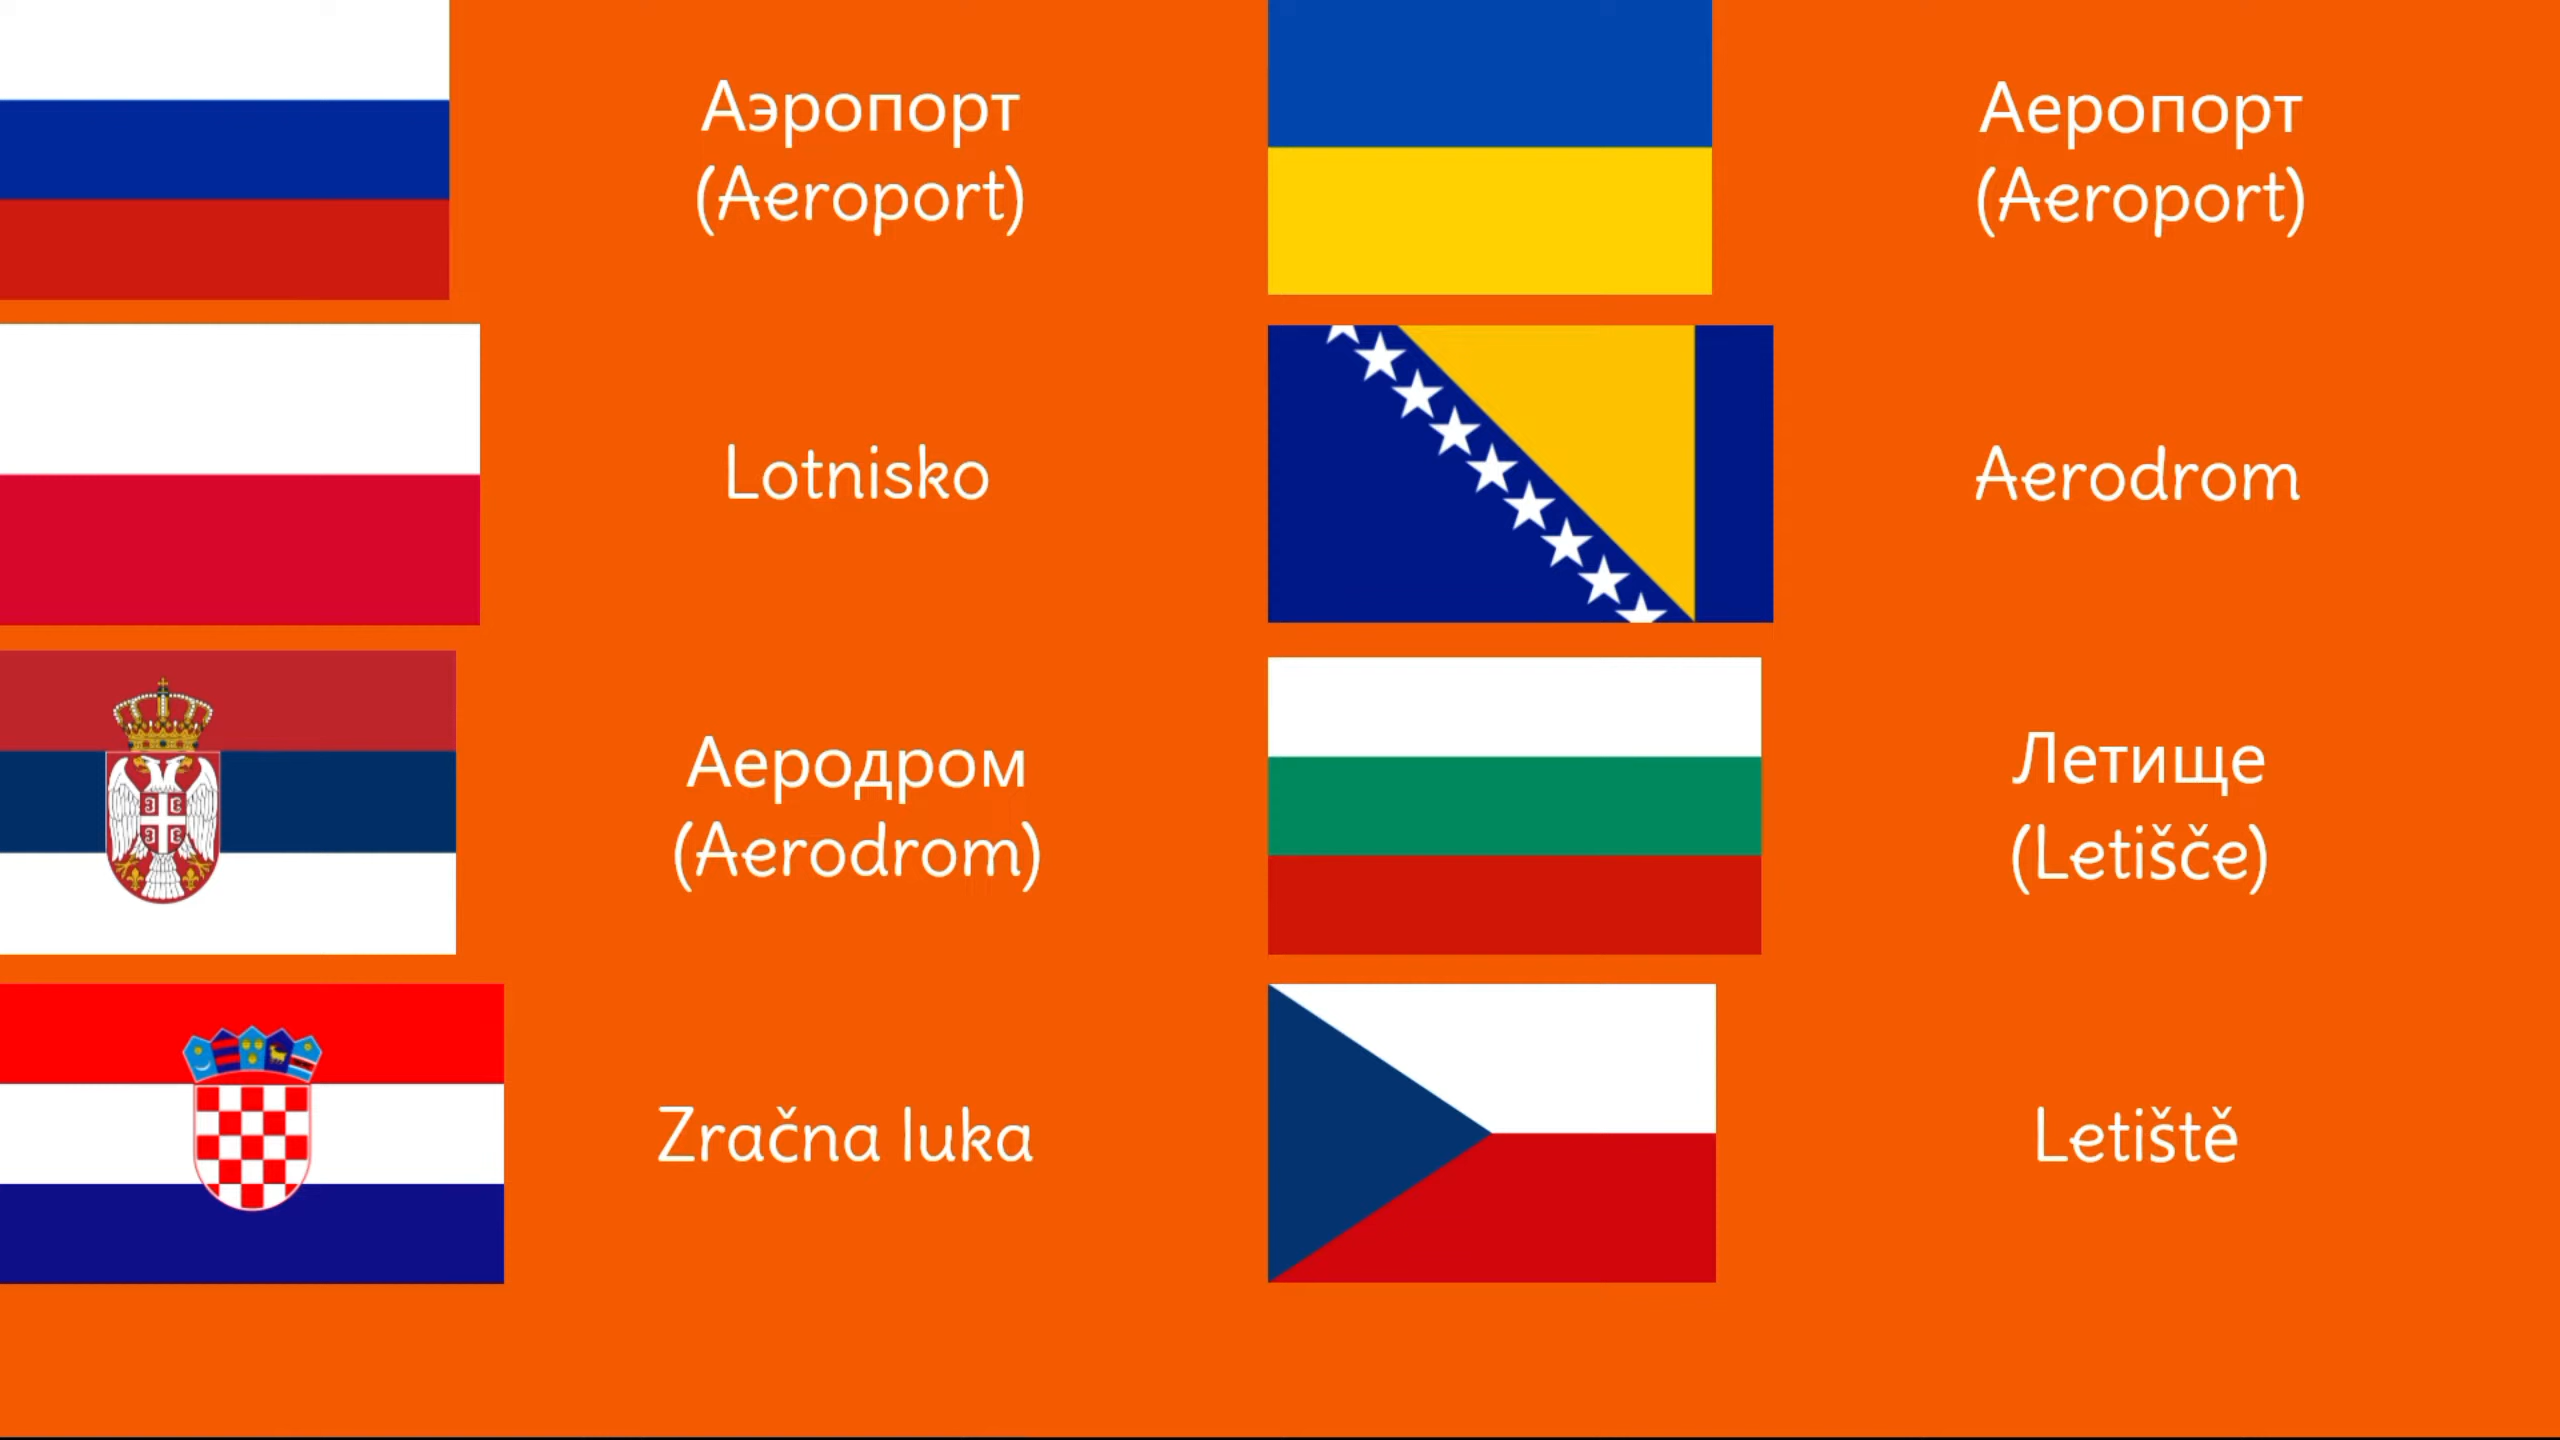 Аэропорт
(Aeroport)
Аеропорт
(Aeroport)
Lotnisko
Aerodrom
Аеродром
(Aerodrom)
Летище
(Letišče)
Zračna luka
Letiště